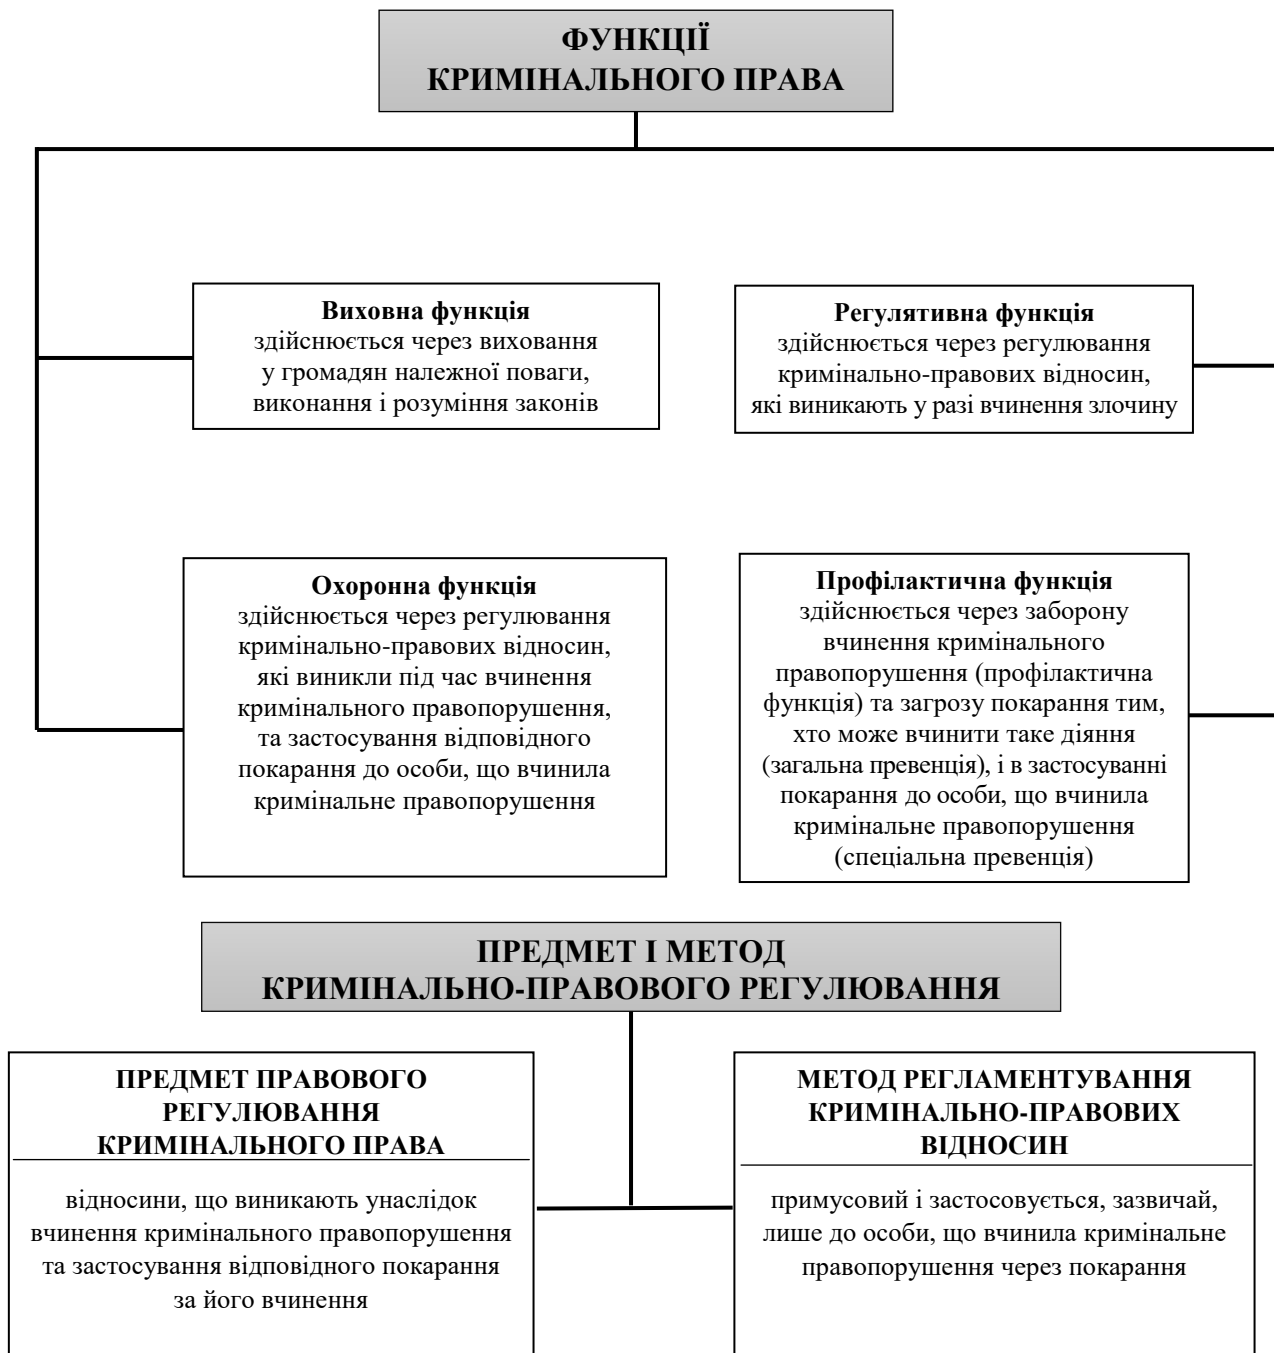 ФУНКЦІЇ
КРИМІНАЛЬНОГО ПРАВА
Виховна функція
здійснюється через виховання
у громадян належної поваги,
виконання і розуміння законів
Регулятивна функція
здійснюється через регулювання
кримінально-правових відносин,
які виникають у разі вчинення злочину
Охоронна функція
здійснюється через регулювання
кримінально-правових відносин,
які виникли під час вчинення
кримінального правопорушення,
та застосування відповідного
покарання до особи, що вчинила
кримінальне правопорушення
Профілактична функція
здійснюється через заборону
вчинення кримінального
правопорушення (профілактична
функція) та загрозу покарання тим,
хто може вчинити таке діяння
(загальна превенція), і в застосуванні
покарання до особи, що вчинила
кримінальне правопорушення
(спеціальна превенція)
ПРЕДМЕТ І МЕТОД
КРИМІНАЛЬНО-ПРАВОВОГО РЕГУЛЮВАННЯ
ПРЕДМЕТ ПРАВОВОГО
РЕГУЛЮВАННЯ
КРИМІНАЛЬНОГО ПРАВА
відносини, що виникають унаслідок
вчинення кримінального правопорушення
та застосування відповідного покарання
за його вчинення
МЕТОД РЕГЛАМЕНТУВАННЯ
КРИМІНАЛЬНО-ПРАВОВИХ
ВІДНОСИН
примусовий і застосовується, зазвичай,
лише до особи, що вчинила кримінальне
правопорушення через покарання